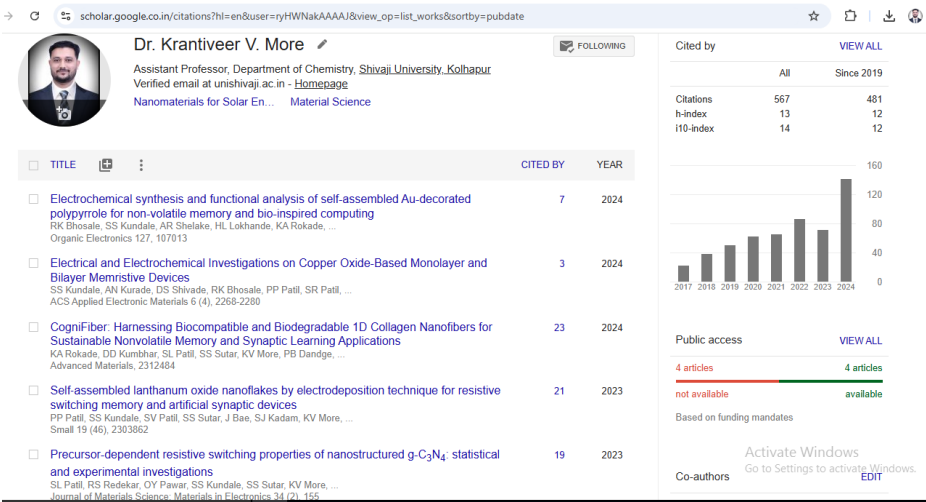 scholar.google.co.in/citations?hl=en&user=ryHWNakAAAAJ&view_op=list_works&sortby=pubdate
Dr. Krantiveer V. More
FOLLOWING
Assistant Professor, Department of Chemistry, Shivaji University, Kolhapur
Verified email at unishivaji.ac.in - Homepage
Nanomaterials for Solar En... Material Science
TITLE CITED BY YEAR
Electrochemical synthesis and functional analysis of self-assembled Au-decorated
polypyrrole for non-volatile memory and bio-inspired computing
7 2024
RK Bhosale, SS Kundale, AR Shelake, HL Lokhande, KA Rokade, ...
Organic Electronics 127, 107013
Electrical and Electrochemical Investigations on Copper Oxide-Based Monolayer and
Bilayer Memristive Devices
3 2024
SS Kundale, AN Kurade, DS Shivade, RK Bhosale, PP Patil, SR Patil, ...
ACS Applied Electronic Materials 6 (4), 2268-2280
CogniFiber: Harnessing Biocompatible and Biodegradable 1D Collagen Nanofibers for
Sustainable Nonvolatile Memory and Synaptic Learning Applications
23 2024
KA Rokade, DD Kumbhar, SL Patil, SS Sutar, KV More, PB Dandge, ...
Advanced Materials, 2312484
Self-assembled lanthanum oxide nanoflakes by electrodeposition technique for resistive
switching memory and artificial synaptic devices
21 2023
PP Patil, SS Kundale, SV Patil, SS Sutar, J Bae, SJ Kadam, KV More, ...
Small 19 (46), 2303862
Precursor-dependent resistive switching properties of nanostructured g-C3N4: statistical
and experimental investigations
19 2023
SL Patil, RS Redekar, OY Pawar, SS Kundale, SS Sutar, KV More, ...
Journal of Materials Science: Materials in Electronics 34 (2), 155
Cited by VIEW ALL
All Since 2019
Citations 567 481
h-index 13 12
i10-index 14 12
160
120
80
40
0
2017 2018 2019 2020 2021 2022 2023 2024
Public access VIEW ALL
4 articles 4 articles
not available available
Based on funding mandates
Activate Windows
Go to Settings to activate Windows.
Co-authors EDIT